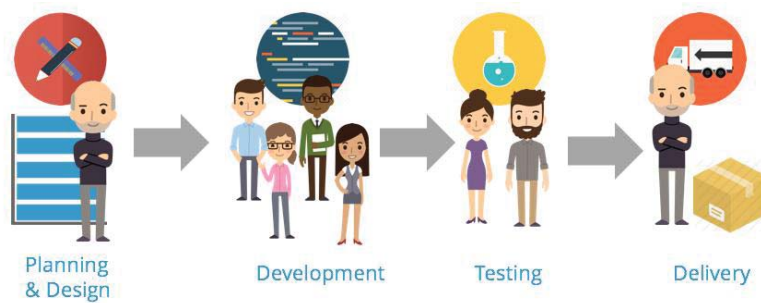 Planning
& Design
Development
Testing
Delivery